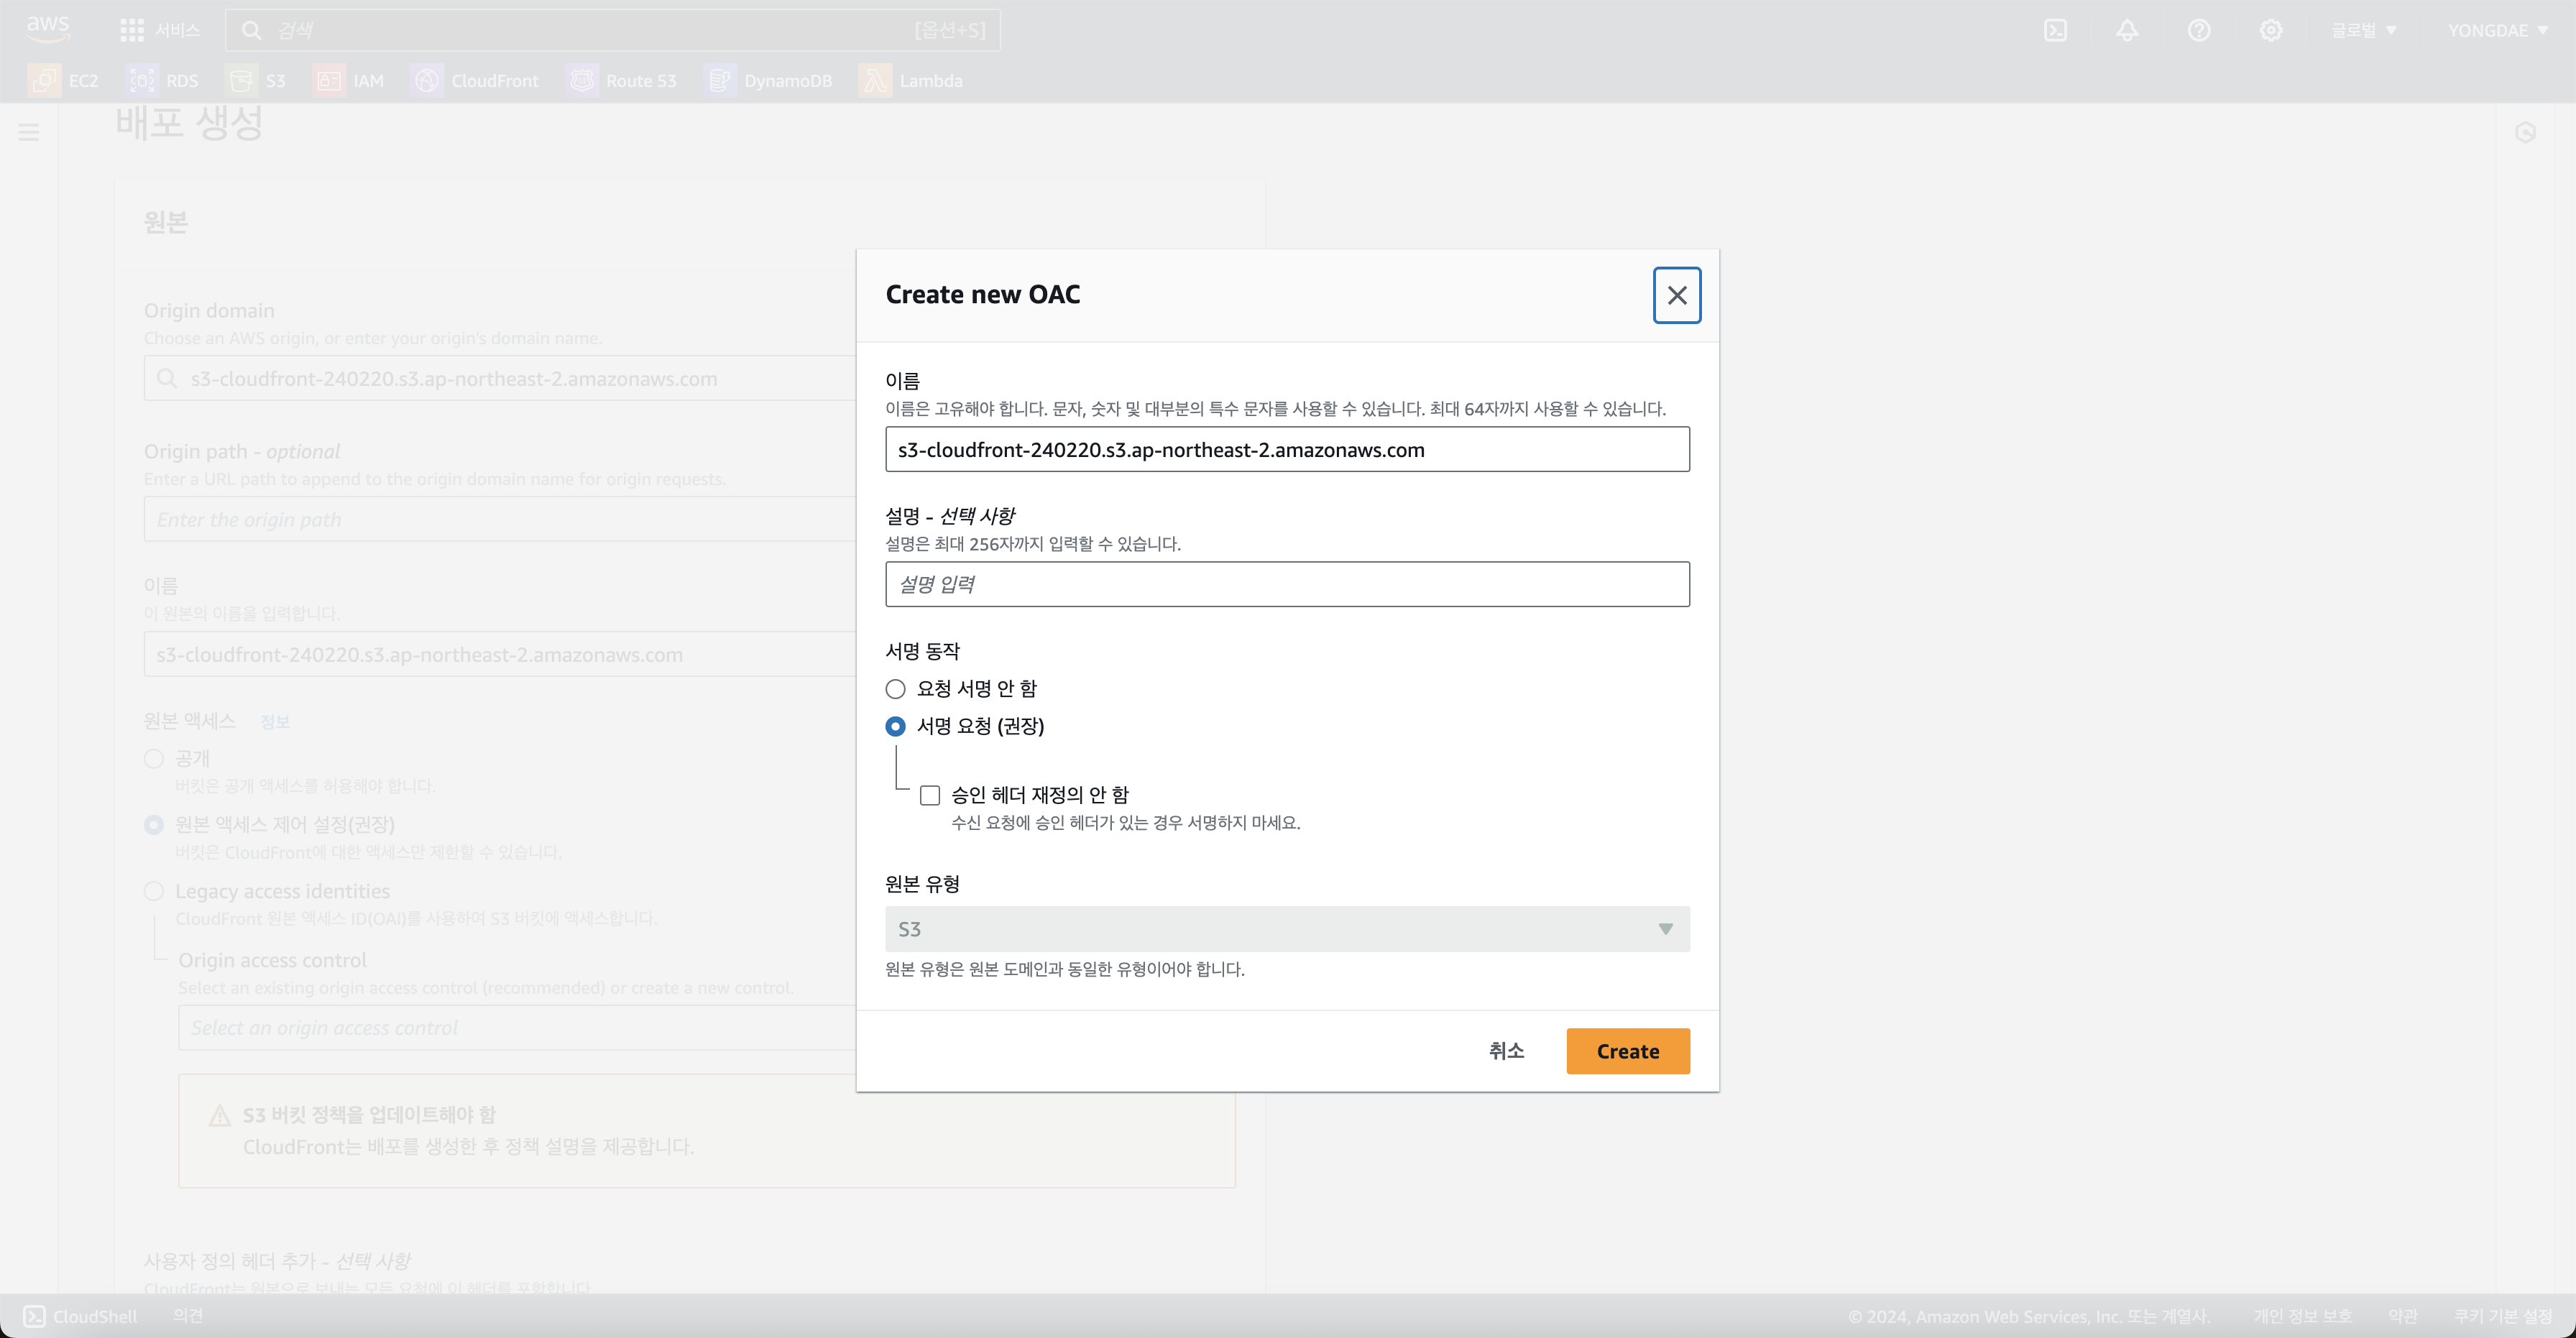 aws
서비스
검색
[옵션+S]
글로벌
YONGDAE
EC2
RDS
S3
IAM
CloudFront
Route 53
DynamoDB
Lambda
배포 생성
원본
Origin domain
Choose an AWS origin, or enter your origin's domain name.
s3-cloudfront-240220.s3.ap-northeast-2.amazonaws.com
Origin path - optional
Enter a URL path to append to the origin domain name for origin requests.
Enter the origin path
이름
이 원본의 이름을 입력합니다.
s3-cloudfront-240220.s3.ap-northeast-2.amazonaws.com
원본 액세스
정보
공개
버킷은 공개 액세스를 허용해야 합니다.
원본 액세스 제어 설정(권장)
버킷은 CloudFront에 대한 액세스만 제한할 수 있습니다.
Legacy access identities
CloudFront 원본 액세스 ID(OAI)를 사용하여 S3 버킷에 액세스합니다.
Origin access control
Select an existing origin access control (recommended) or create a new control.
Select an origin access control
S3 버킷 정책을 업데이트해야 함
CloudFront는 배포를 생성한 후 정책 설명을 제공합니다.
사용자 정의 헤더 추가 - 선택 사항
CloudFront는 원본으로 보내는 모든 요청에 이 헤더를 포함합니다.
Create new OAC
이름
이름은 고유해야 합니다. 문자, 숫자 및 대부분의 특수 문자를 사용할 수 있습니다. 최대 64자까지 사용할 수 있습니다.
s3-cloudfront-240220.s3.ap-northeast-2.amazonaws.com
설명 - 선택 사항
설명은 최대 256자까지 입력할 수 있습니다.
설명 입력
서명 동작
요청 서명 안 함
서명 요청 (권장)
승인 헤더 재정의 안 함
수신 요청에 승인 헤더가 있는 경우 서명하지 마세요.
원본 유형
S3
원본 유형은 원본 도메인과 동일한 유형이어야 합니다.
취소
Create
CloudShell
의견
© 2024, Amazon Web Services, Inc. 또는 계열사.
개인 정보 보호
약관
쿠키 기본 설정